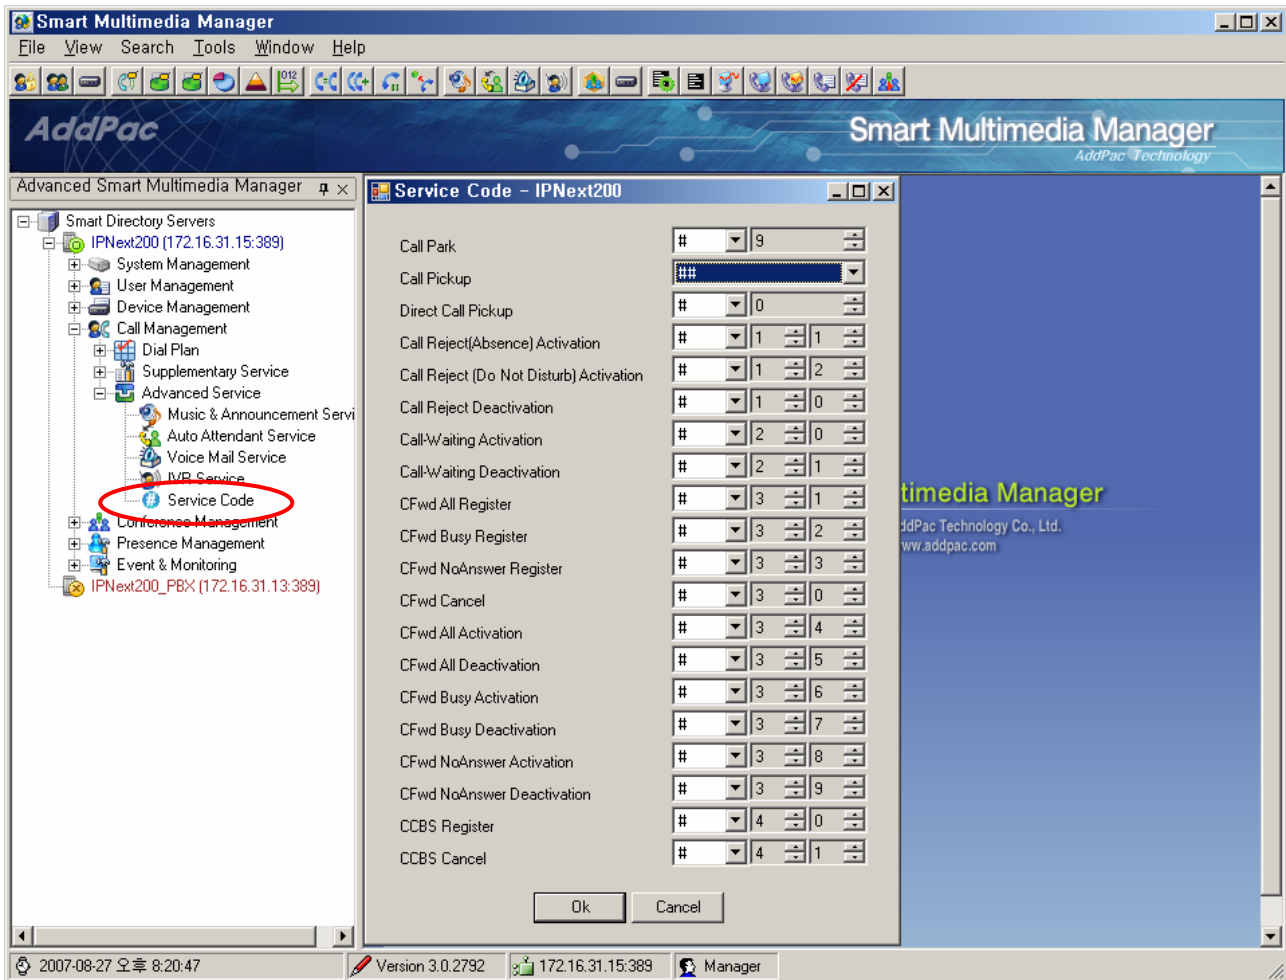 Smart Multimedia Manager
File View Search Tools Window Help
012
AddPac
Smart Multimedia Manager
AddPac Technology
Advanced Smart Multimedia Manager
Smart Directory Servers
IPNext200 (172.16.31.15:389)
System Management
User Management
Device Management
Call Management
Dial Plan
Supplementary Service
Advanced Service
Music & Announcement Servi
Auto Attendant Service
Voice Mail Service
IVR Service
Service Code
Conference Management
Presence Management
Event & Monitoring
IPNext200_PBX (172.16.31.13:389)
Service Code - IPNext200
Call Park # 9
Call Pickup ##
Direct Call Pickup # 0
Call Reject(Absence) Activation # 1 1
Call Reject (Do Not Disturb) Activation # 1 2
Call Reject Deactivation # 1 0
Call-Waiting Activation # 2 0
Call-Waiting Deactivation # 2 1
CFwd All Register # 3 1
CFwd Busy Register # 3 2
CFwd NoAnswer Register # 3 3
CFwd Cancel # 3 0
CFwd All Activation # 3 4
CFwd All Deactivation # 3 5
CFwd Busy Activation # 3 6
CFwd Busy Deactivation # 3 7
CFwd NoAnswer Activation # 3 8
CFwd NoAnswer Deactivation # 3 9
CCBS Register # 4 0
CCBS Cancel # 4 1
Ok Cancel
timedia Manager
ddPac Technology Co., Ltd.
ww.addpac.com
2007-08-27 오후 8:20:47 Version 3.0.2792 172.16.31.15:389 Manager